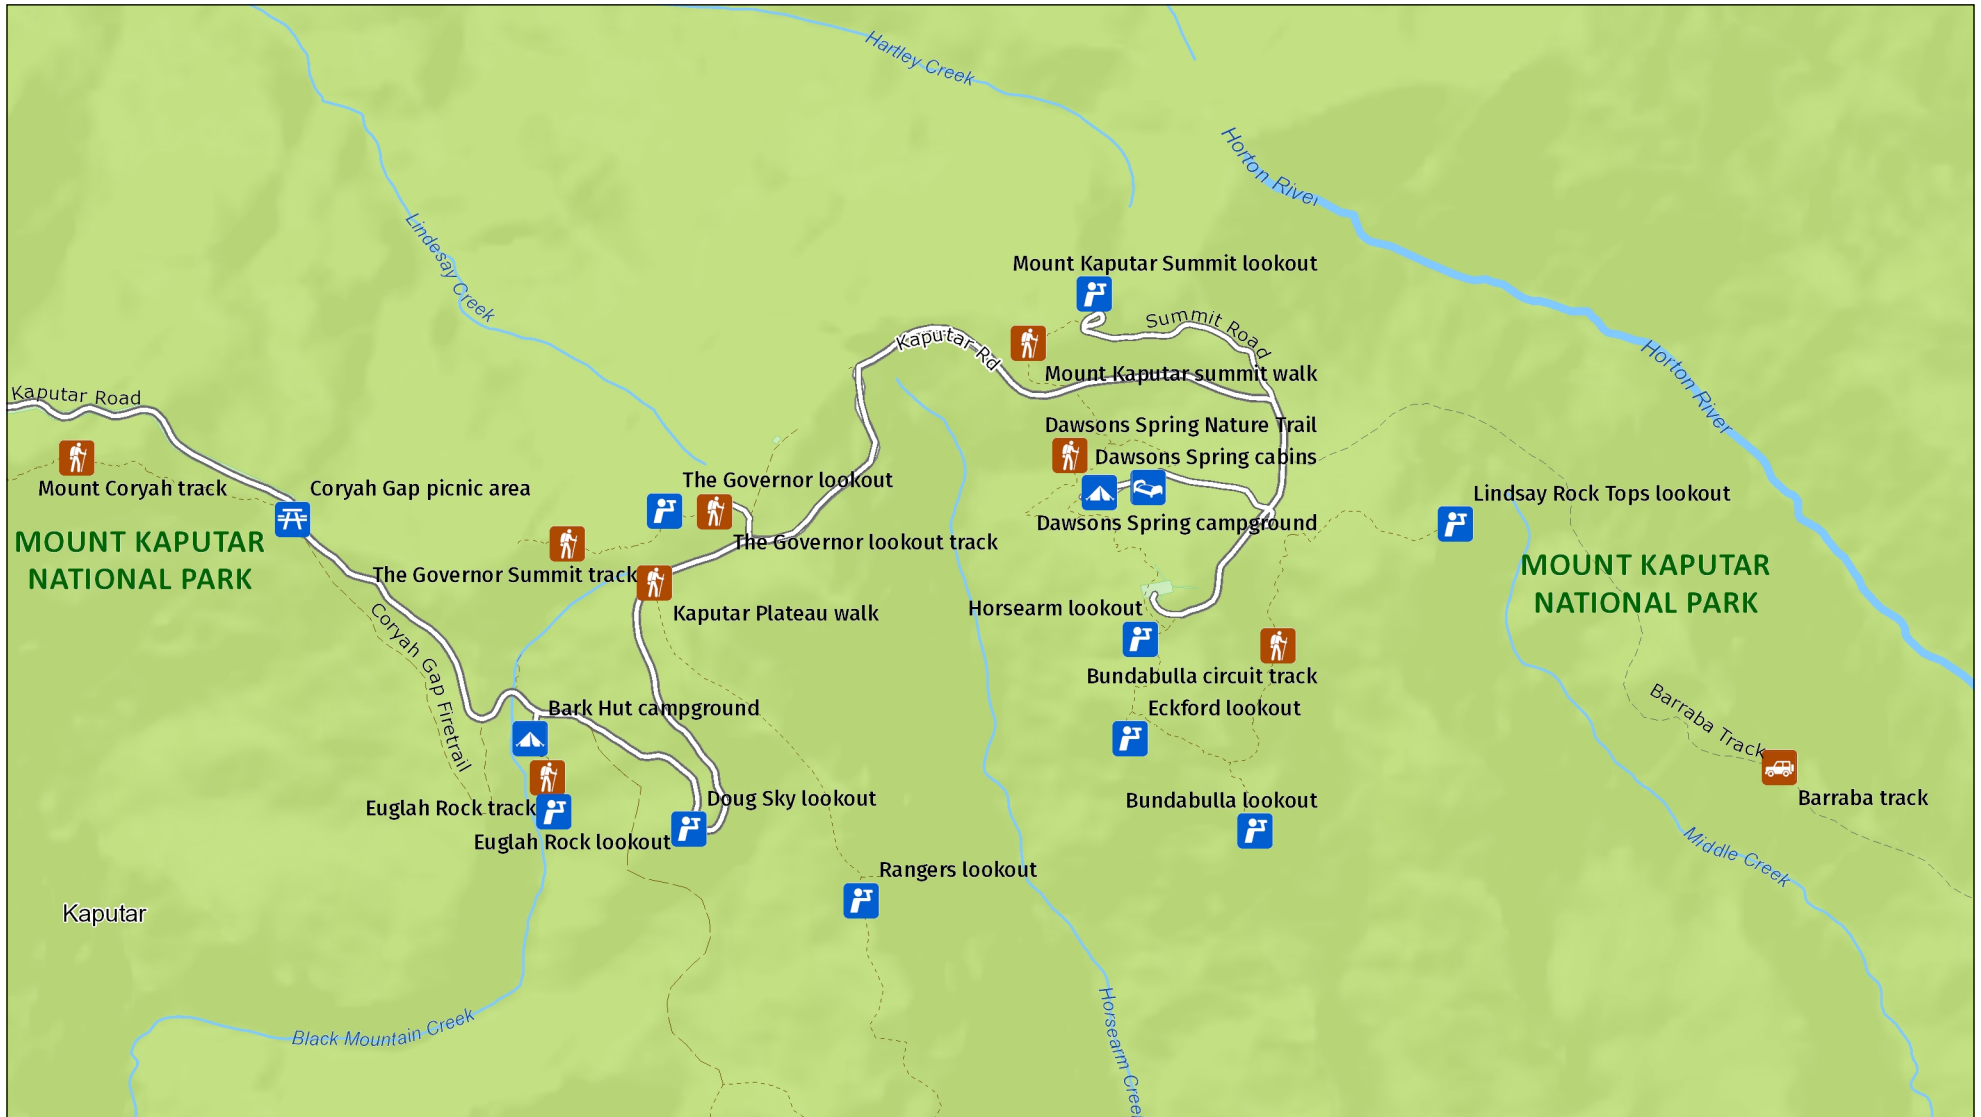 Hartley Creek
Horton River
Lindesay Creek
Mount Kaputar Summit lookout
Summit Road
Kaputar Rd
Horton River
Mount Kaputar summit walk
Kaputar Road
Dawsons Spring Nature Trail
Dawsons Spring cabins
Mount Coryah track
Coryah Gap picnic area
The Governor lookout
Lindsay Rock Tops lookout
Dawsons Spring campground
MOUNT KAPUTAR
NATIONAL PARK
The Governor lookout track
MOUNT KAPUTAR
NATIONAL PARK
The Governor Summit track
Kaputar Plateau walk
Horsearm lookout
Coryah Gap Firetrail
Bundabulla circuit track
Bark Hut campground
Eckford lookout
Barraba Track
Euglah Rock track
Doug Sky lookout
Bundabulla lookout
Barraba track
Euglah Rock lookout
Middle Creek
Rangers lookout
Kaputar
Black Mountain Creek
Horsearm Creek